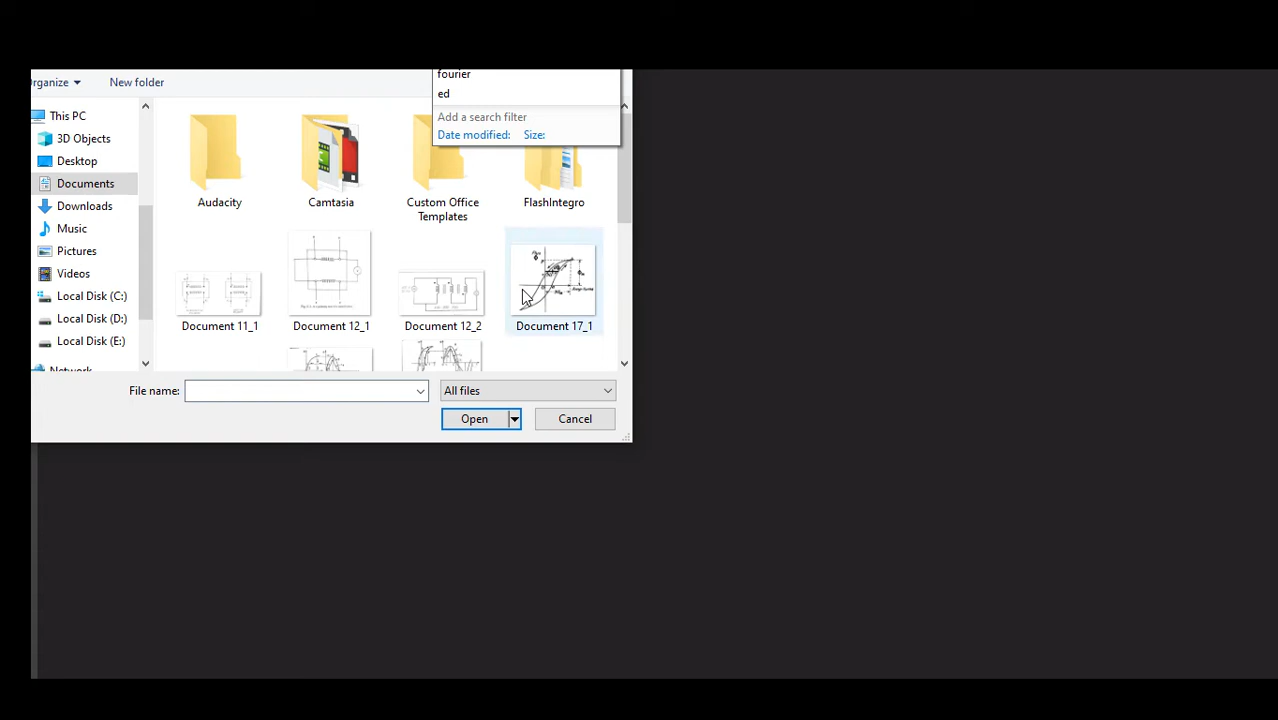 rganize
New folder
fourier
ed
Add a search filter
Date modified:
Size:
This PC
3D Objects
Desktop
Documents
Downloads
Music
Pictures
Videos
Local Disk (C:)
Local Disk (D:)
Local Disk (E:)
Network
Audacity
Camtasia
Custom Office
Templates
FlashIntegro
Document 11_1
Document 12_1
Document 12_2
Document 17_1
File name:
All files
Open
Cancel